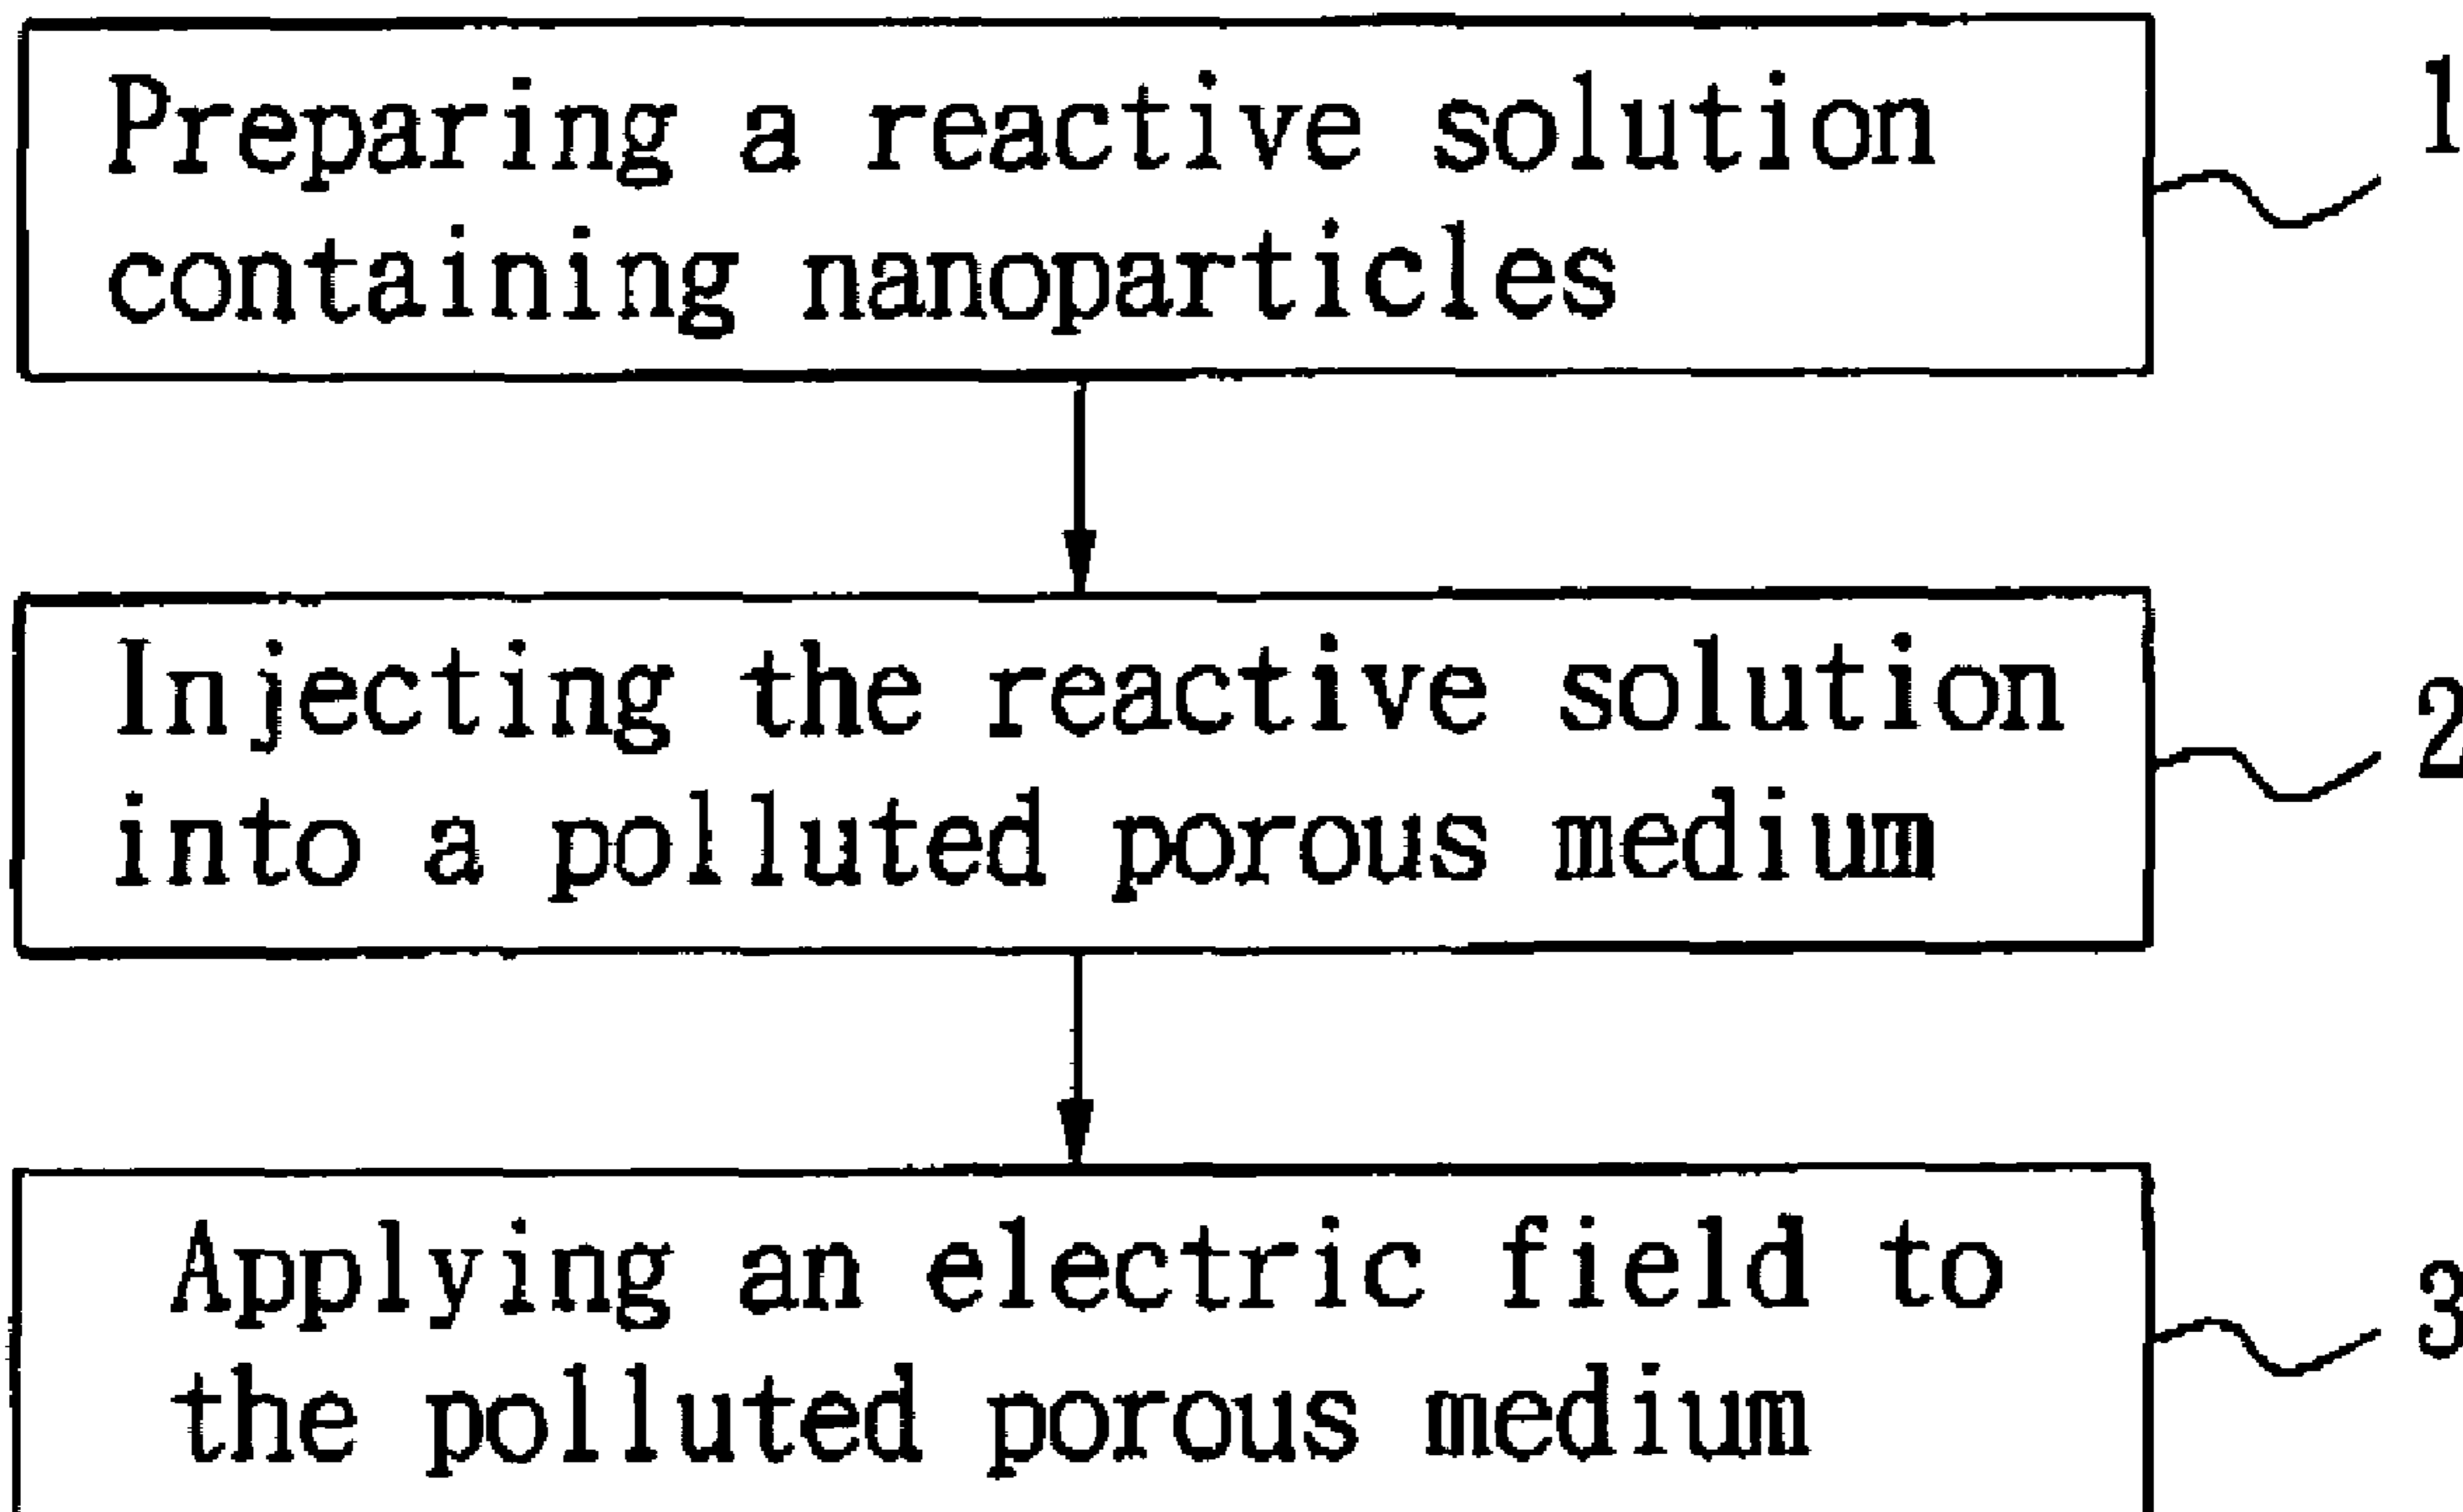 Preparing a reactive solution
containing nanoparticles
1
Injecting the reactive solution
into a polluted porous medium
2
Applying an electric field to
the polluted porous medium
3